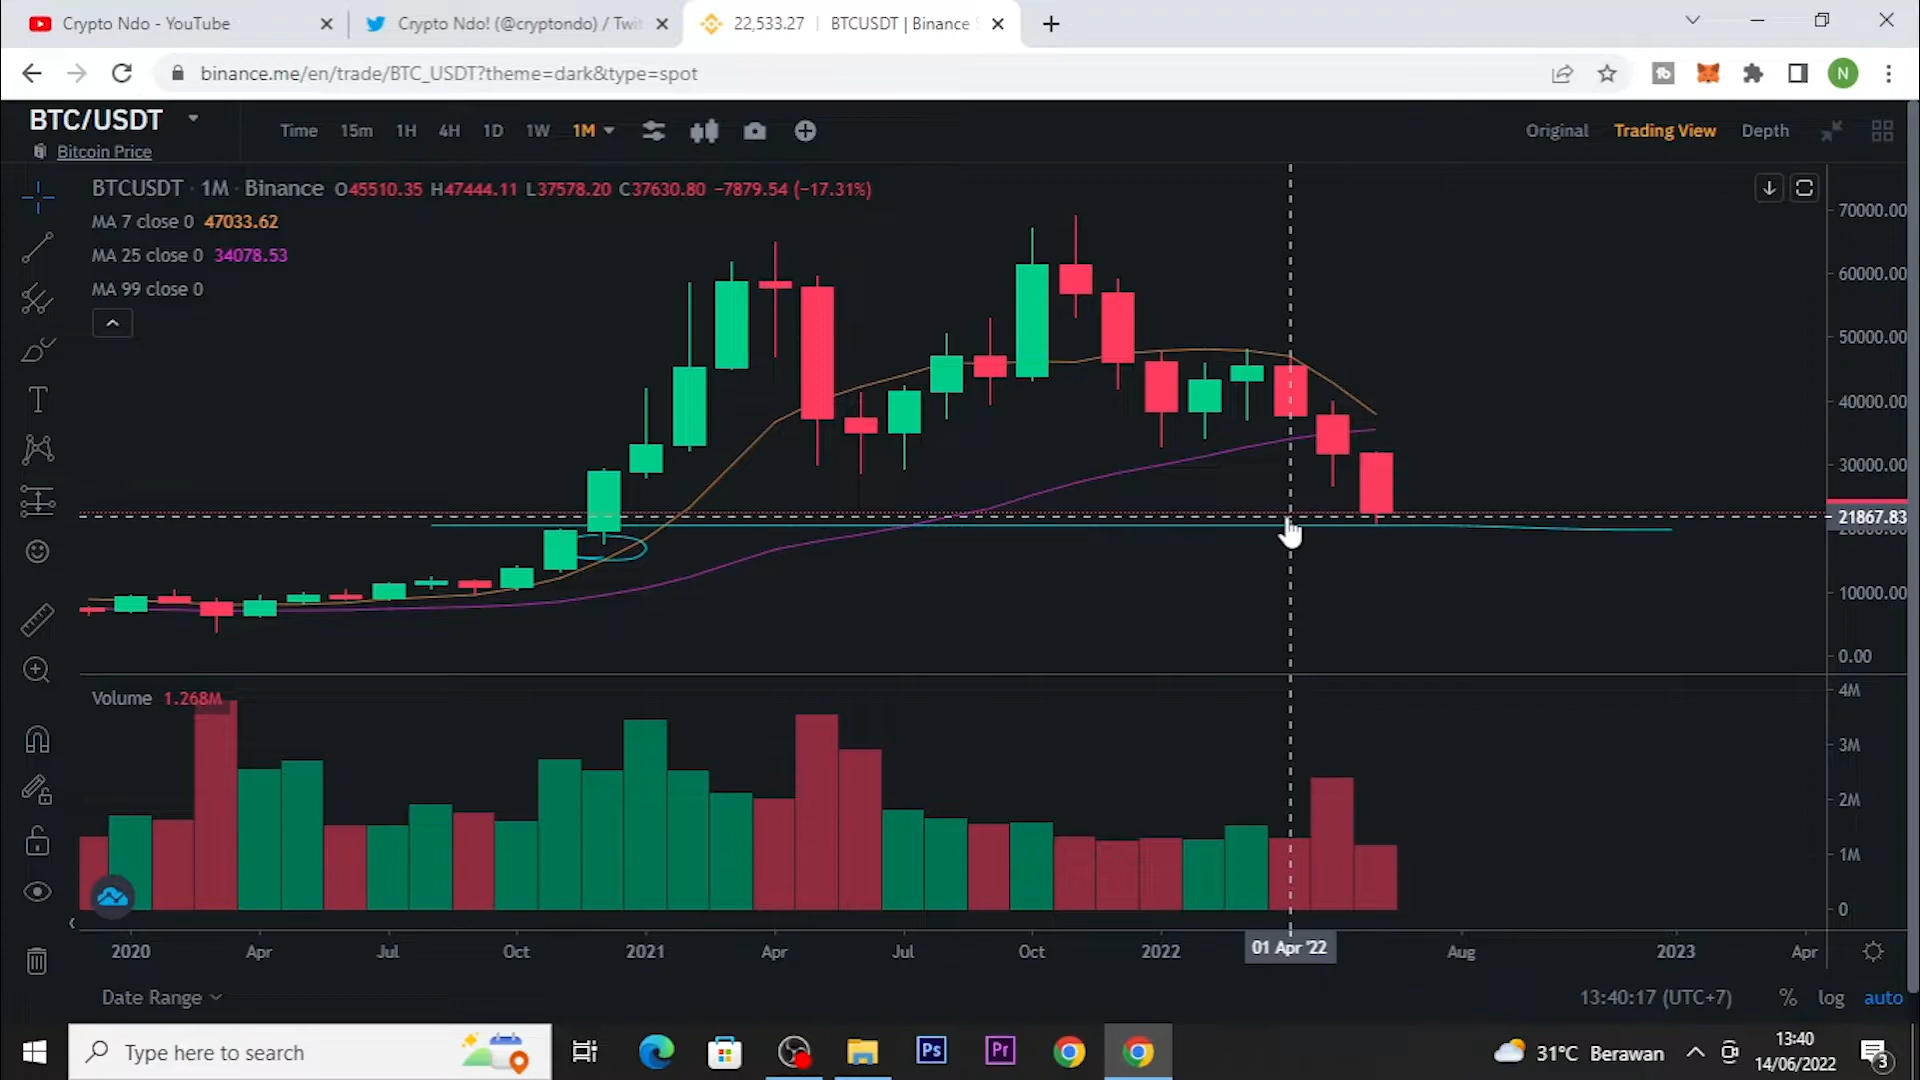 Crypto Ndo - YouTube
Crypto Ndo! (@cryptondo) / Twit
22,533.27 | BTCUSDT | Binance
binance.me/en/trade/BTC_USDT?theme=dark&type=spot
N
BTC/USDT
Bitcoin Price
Time 15m 1H 4H 1D 1W 1M
Original Trading View Depth
BTCUSDT · 1M · Binance O45510.35 H47444.11 L37578.20 C37630.80 −7879.54 (−17.31%)
MA 7 close 0 47033.62
MA 25 close 0 34078.53
MA 99 close 0
70000.00
60000.00
50000.00
40000.00
30000.00
21867.83
10000.00
0.00
Volume 1.268M
4M
3M
2M
1M
0
2020 Apr Jul Oct 2021 Apr Jul Oct 2022 01 Apr '22 Aug 2023 Apr
Date Range
13:40:17 (UTC+7) % log auto
Type here to search
Ps
Pr
31°C Berawan
13:40
14/06/2022
3